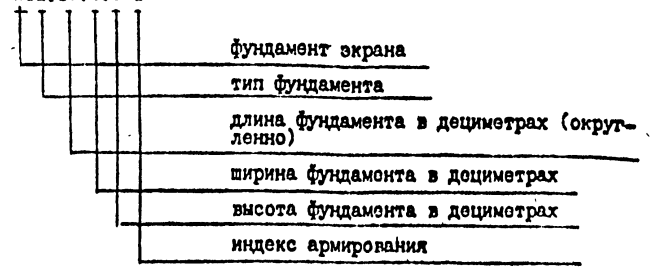 фундамент экрана
тип фундамента
длина фундамента в дециметрах (округ-
ленно)
ширина фундамента в дециметрах
высота фундамента в дециметрах
индекс армирования